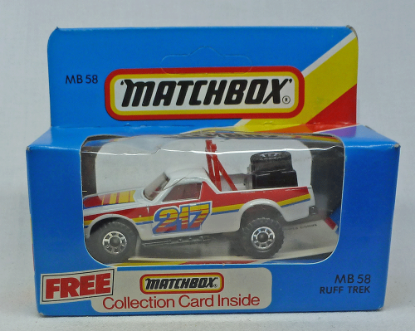 MB 58
MATCHBOX®
217
FREE
MATCHBOX
Collection Card Inside
MB 58
RUFF TREK